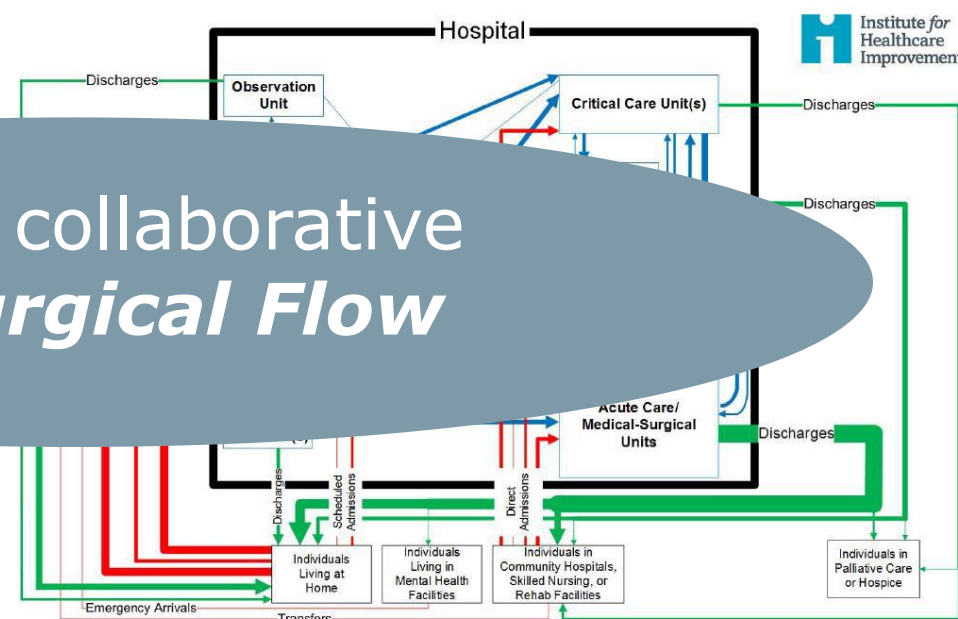 Hospital
Institute for
Healthcare
Improvement
Discharges
Observation
Unit
Critical Care Unit(s)
Discharges
Discharges
collaborative
urgical Flow
Acute Care/
Medical-Surgical
Units
Discharges
Discharges
Scheduled
Admissions
Direct
Admissions
Individuals
Living at
Home
Individuals
Living in
Mental Health
Facilities
Individuals in
Community Hospitals,
Skilled Nursing, or
Rehab Facilities
Individuals in
Palliative Care
or Hospice
Emergency Arrivals
Transfers